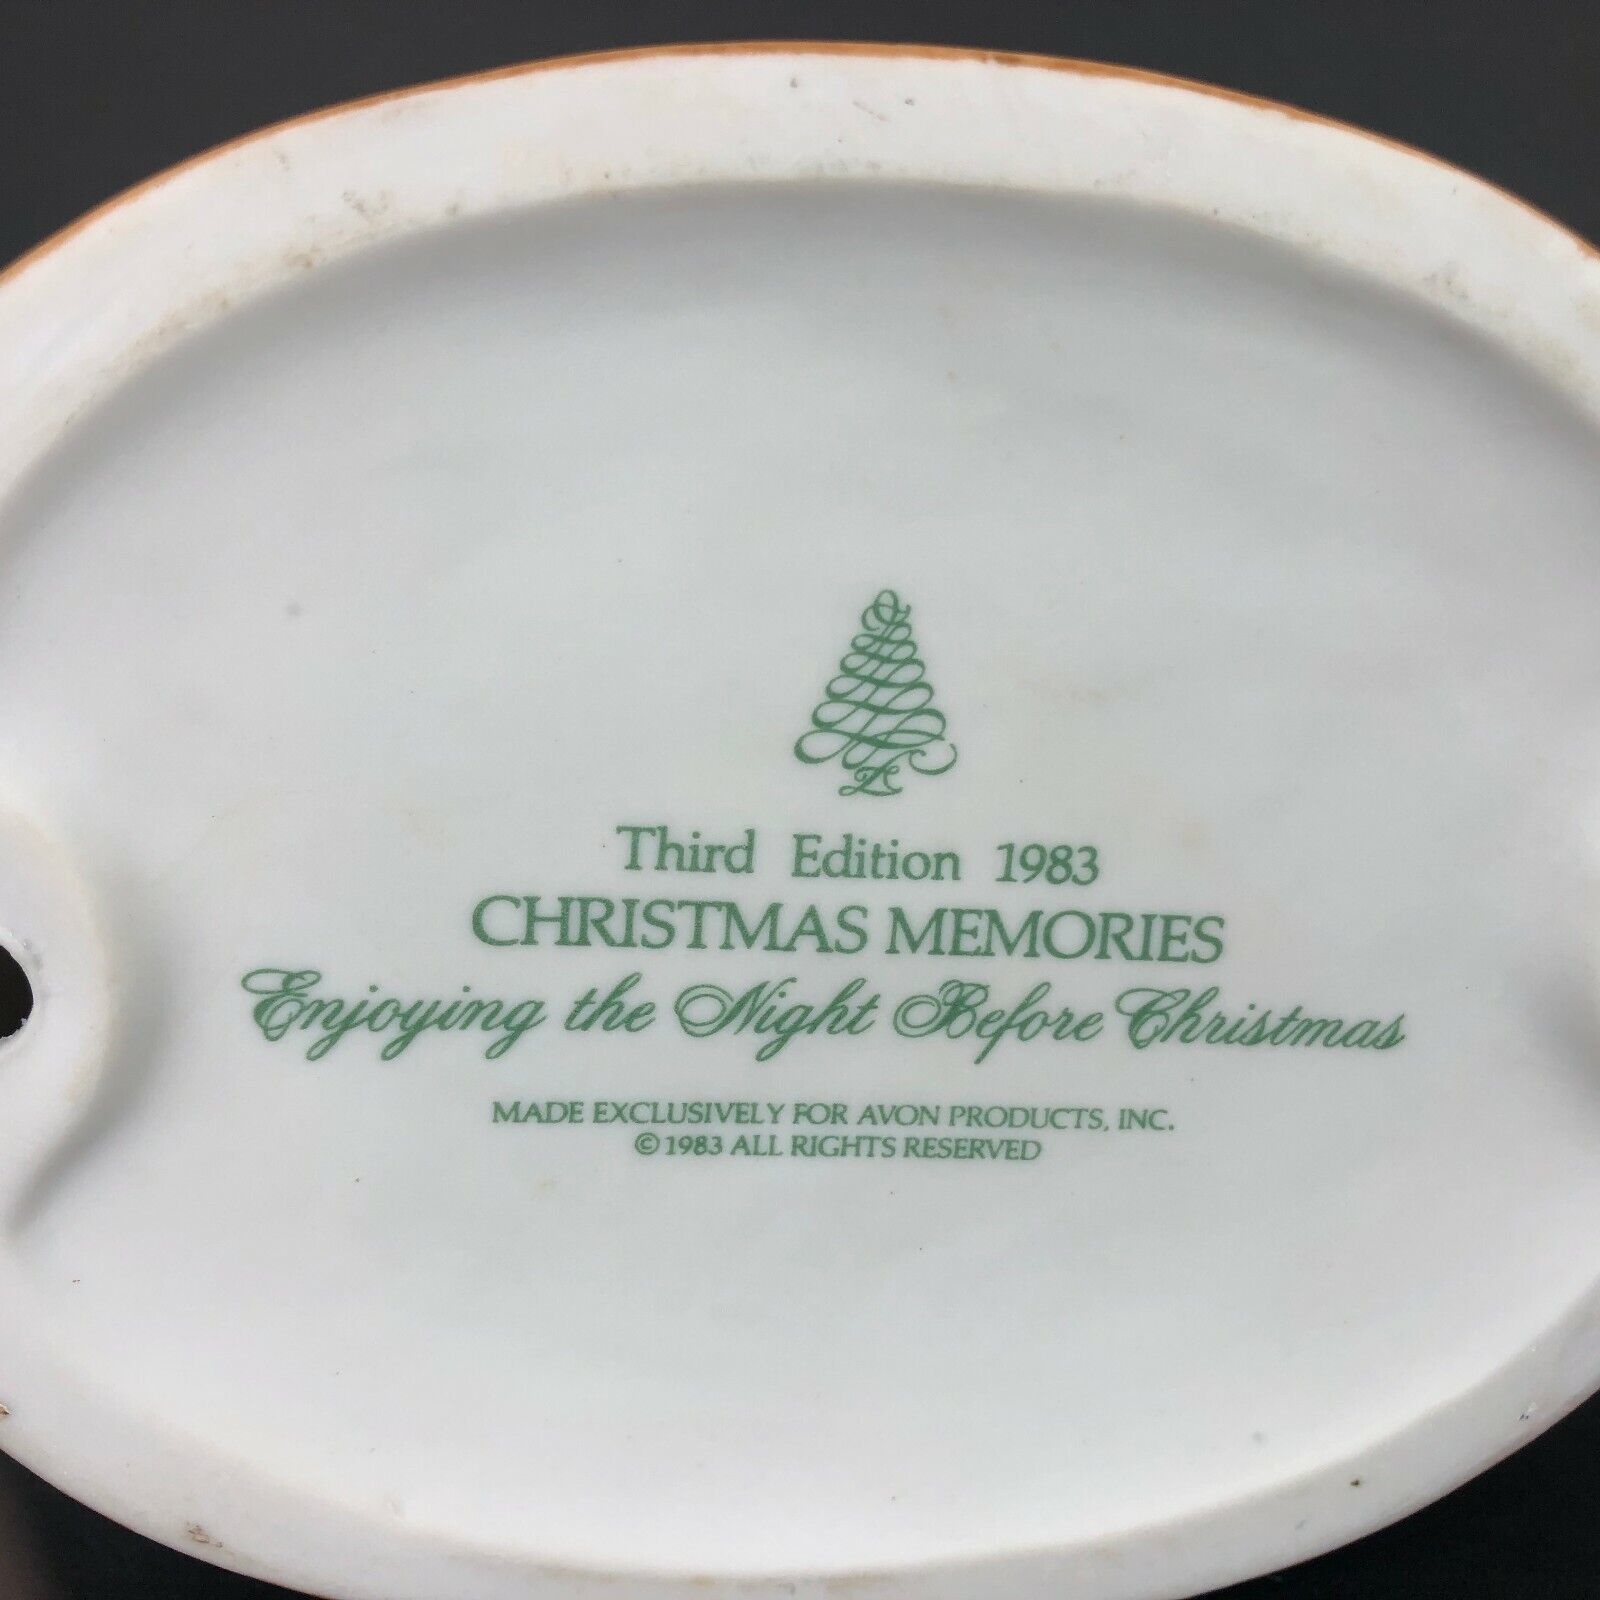 Third Edition 1983
CHRISTMAS MEMORIES
Enjoying the Night Before Christmas
MADE EXCLUSIVELY FOR AVON PRODUCTS, INC.
© 1983 ALL RIGHTS RESERVED